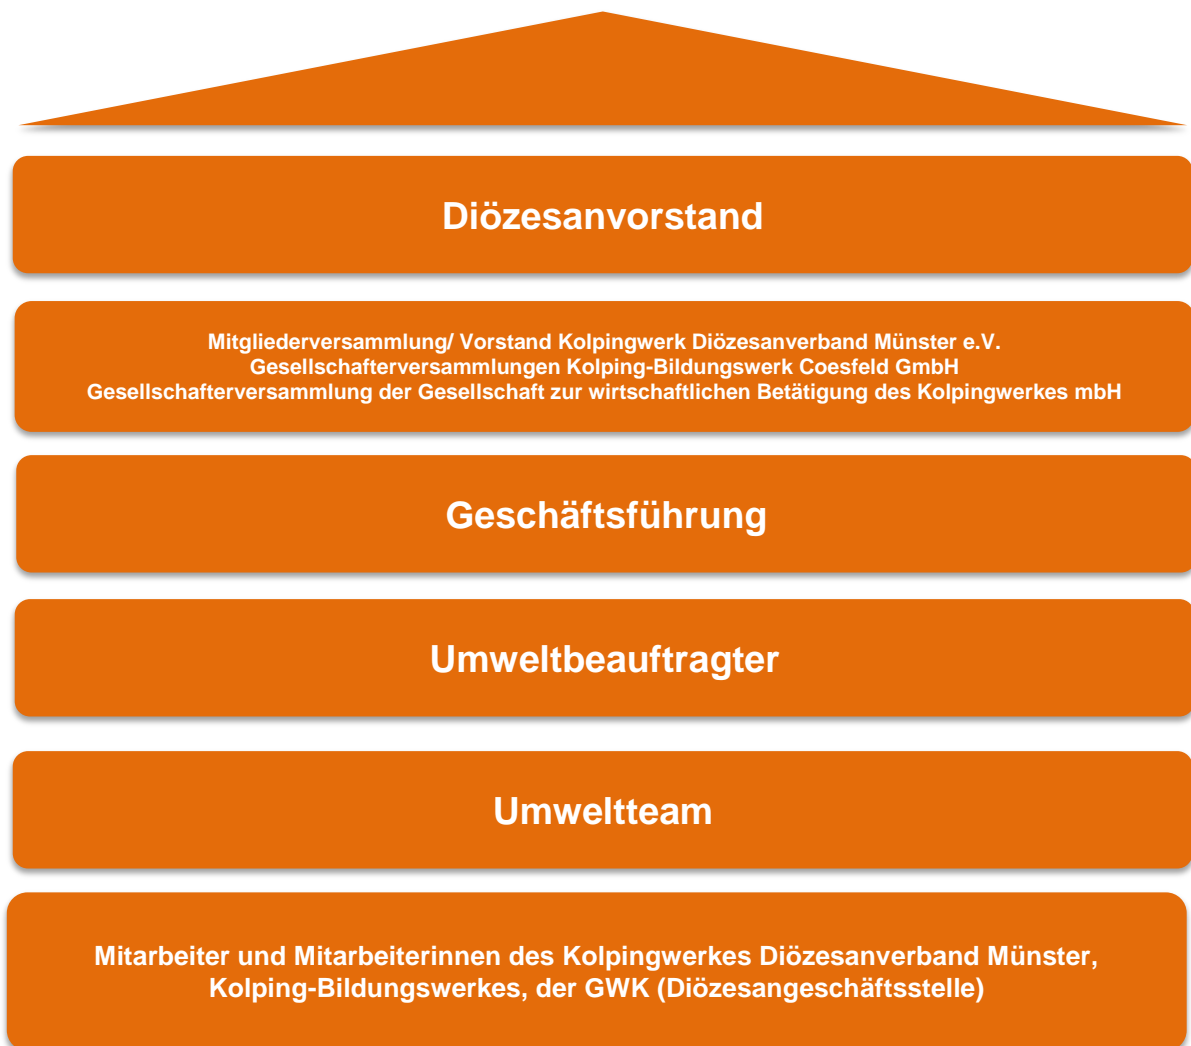 Diözesanvorstand
Mitgliederversammlung/ Vorstand Kolpingwerk Diözesanverband Münster e.V.
Gesellschafterversammlungen Kolping-Bildungswerk Coesfeld GmbH
Gesellschafterversammlung der Gesellschaft zur wirtschaftlichen Betätigung des Kolpingwerkes mbH
Geschäftsführung
Umweltbeauftragter
Umweltteam
Mitarbeiter und Mitarbeiterinnen des Kolpingwerkes Diözesanverband Münster,
Kolping-Bildungswerkes, der GWK (Diözesangeschäftsstelle)